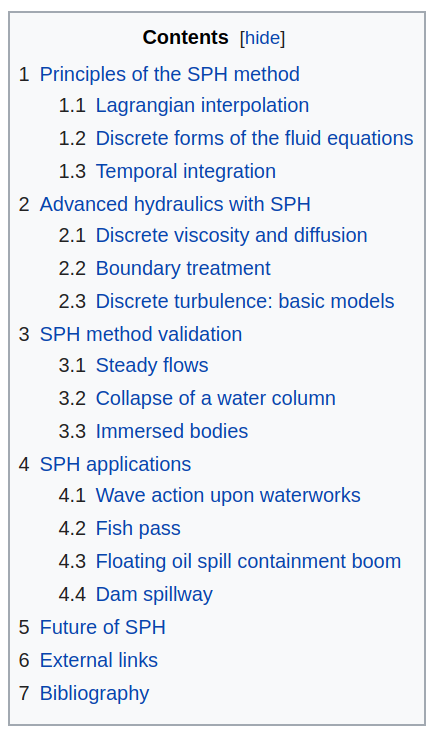 Contents [hide]
1 Principles of the SPH method
1.1 Lagrangian interpolation
1.2 Discrete forms of the fluid equations
1.3 Temporal integration
2 Advanced hydraulics with SPH
2.1 Discrete viscosity and diffusion
2.2 Boundary treatment
2.3 Discrete turbulence: basic models
3 SPH method validation
3.1 Steady flows
3.2 Collapse of a water column
3.3 Immersed bodies
4 SPH applications
4.1 Wave action upon waterworks
4.2 Fish pass
4.3 Floating oil spill containment boom
4.4 Dam spillway
5 Future of SPH
6 External links
7 Bibliography